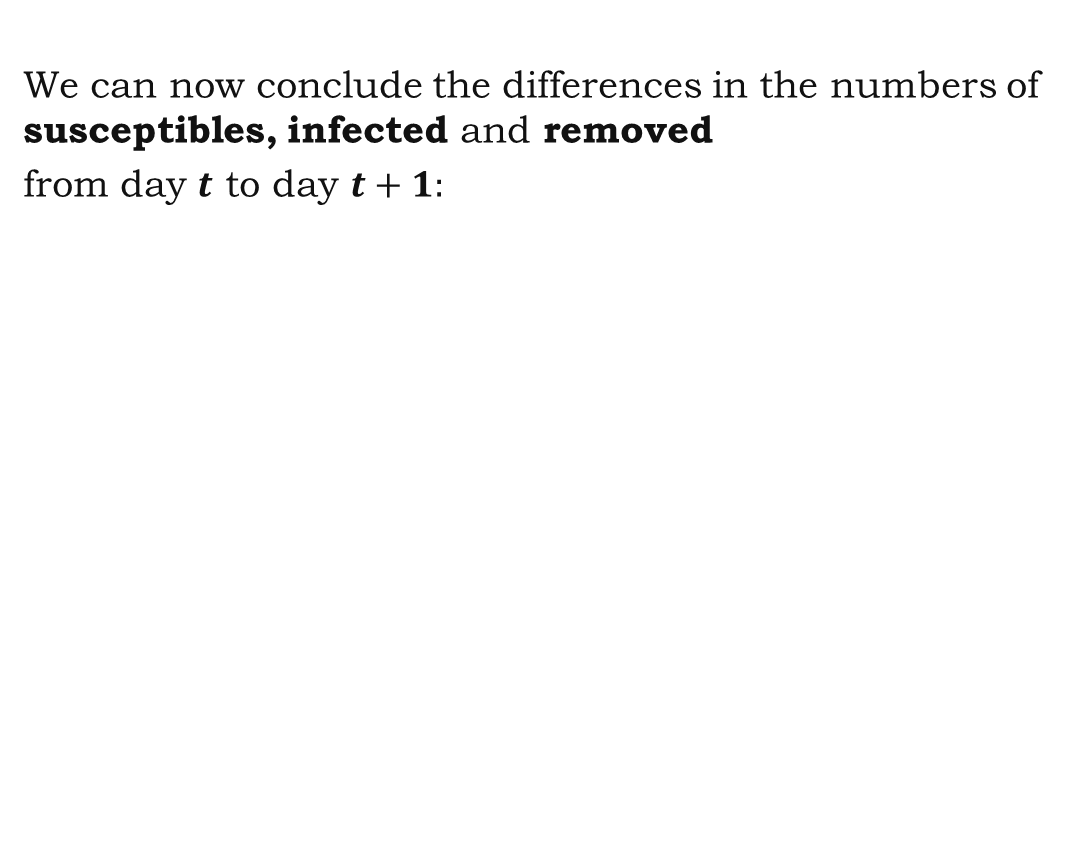 We can now conclude the differences in the numbers of
susceptibles, infected and removed
from day t to day t + 1: